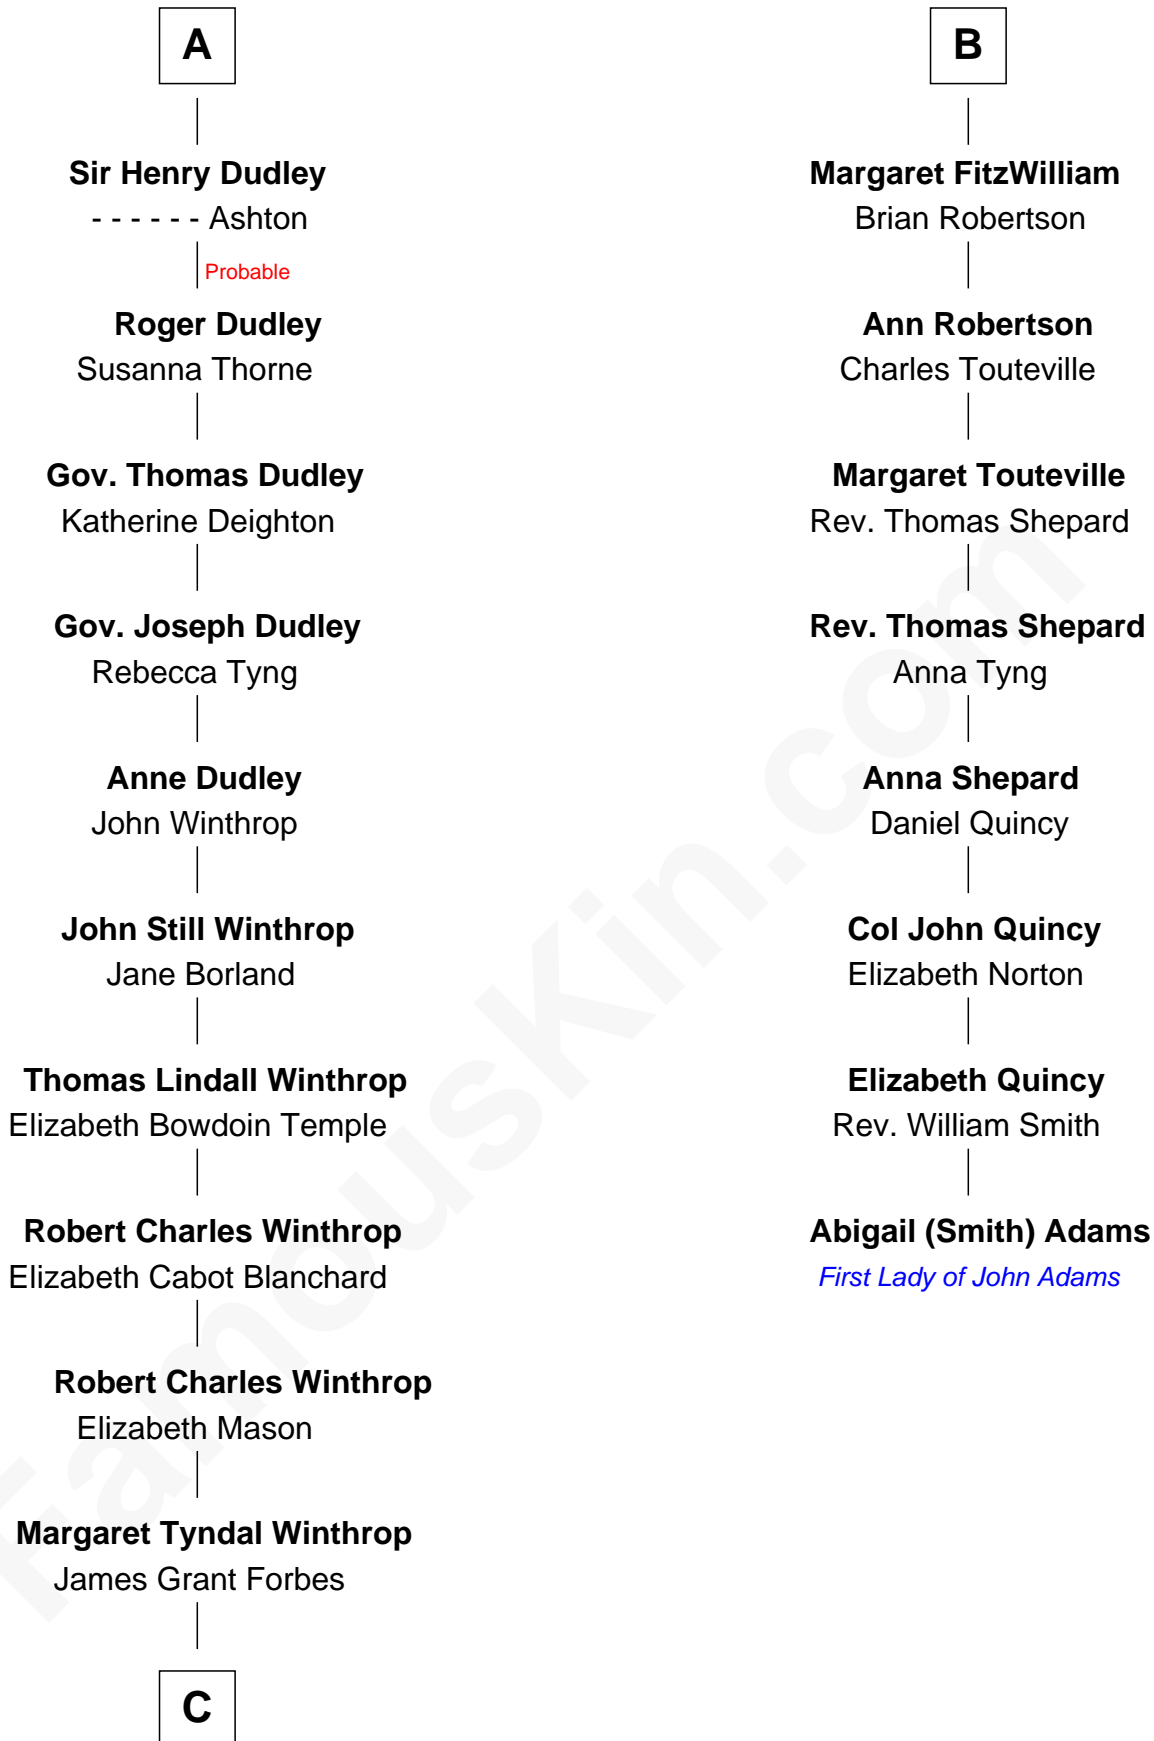 A
Sir Henry Dudley
- - - - - - Ashton
Probable
Roger Dudley
Susanna Thorne
Gov. Thomas Dudley
Katherine Deighton
Gov. Joseph Dudley
Rebecca Tyng
Anne Dudley
John Winthrop
John Still Winthrop
Jane Borland
Thomas Lindall Winthrop
Elizabeth Bowdoin Temple
Robert Charles Winthrop
Elizabeth Cabot Blanchard
Robert Charles Winthrop
Elizabeth Mason
Margaret Tyndal Winthrop
James Grant Forbes
C
B
Margaret FitzWilliam
Brian Robertson
Ann Robertson
Charles Touteville
Margaret Touteville
Rev. Thomas Shepard
Rev. Thomas Shepard
Anna Tyng
Anna Shepard
Daniel Quincy
Col John Quincy
Elizabeth Norton
Elizabeth Quincy
Rev. William Smith
Abigail (Smith) Adams
First Lady of John Adams
FamousKin.com